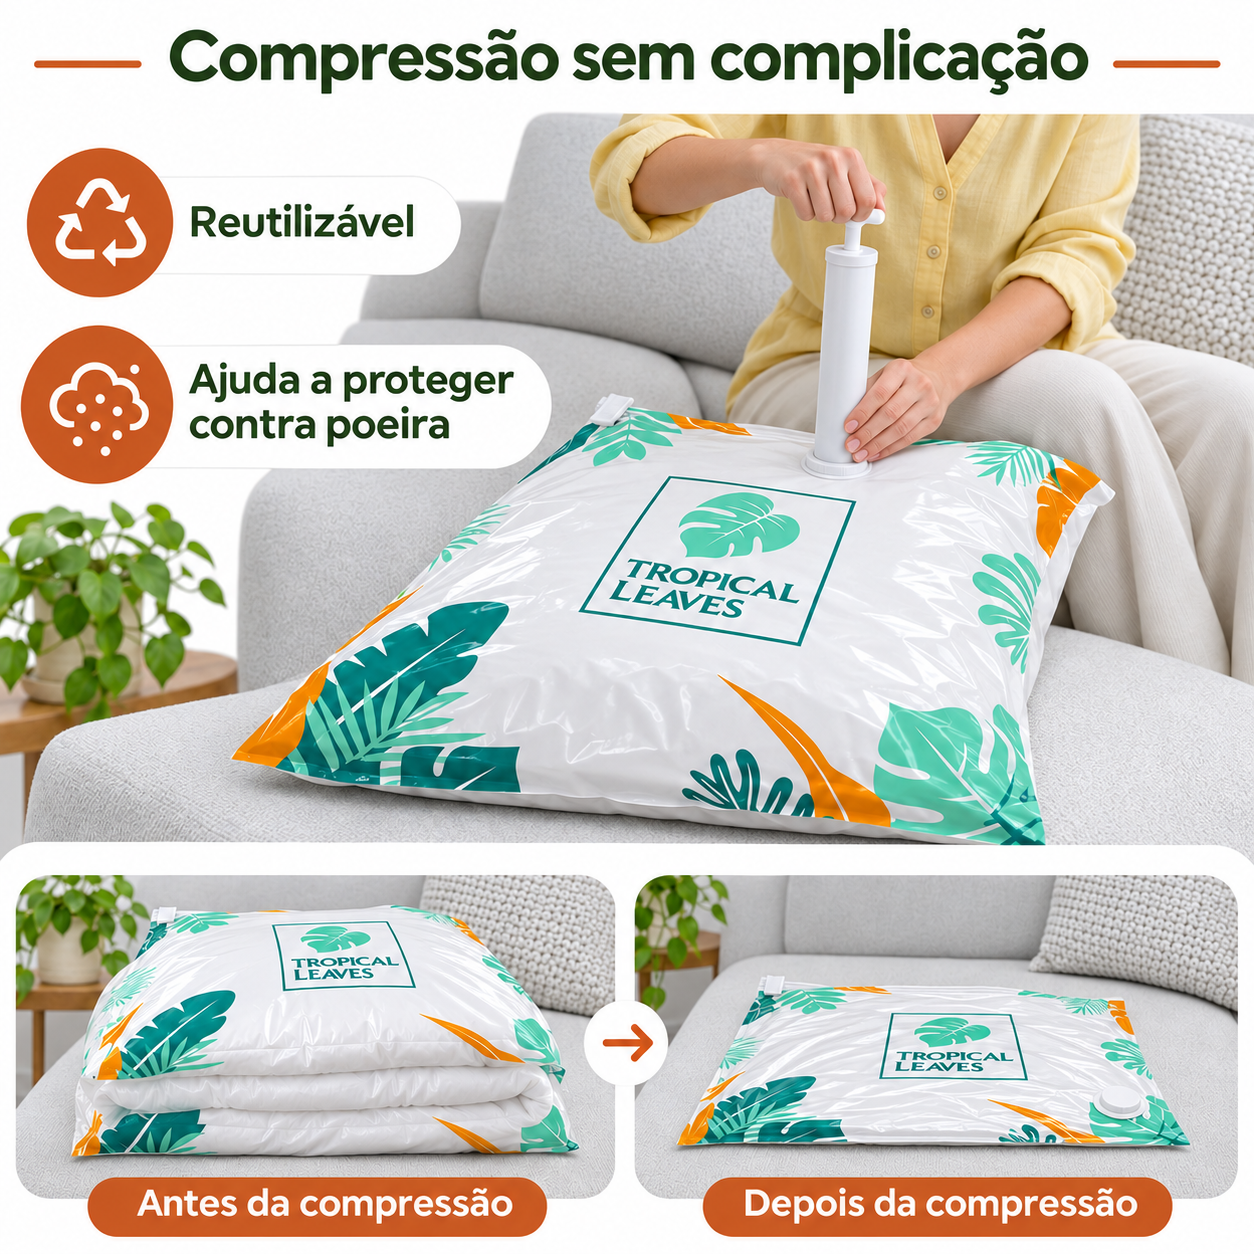 Compressão sem complicação
Reutilizável
Ajuda a proteger
contra poeira
TROPICAL
LEAVES
TROPICAL
LEAVES
TROPICAL
LEAVES
Antes da compressão
Depois da compressão